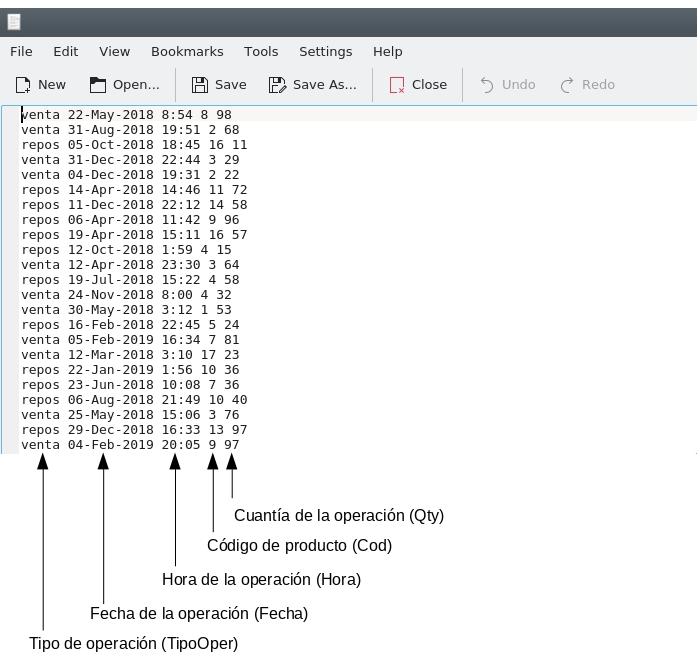 File Edit View Bookmarks Tools Settings Help
New Open... Save Save As... Close Undo Redo
venta 22-May-2018 8:54 8 98
venta 31-Aug-2018 19:51 2 68
repos 05-Oct-2018 18:45 16 11
venta 31-Dec-2018 22:44 3 29
venta 04-Dec-2018 19:31 2 22
repos 14-Apr-2018 14:46 11 72
repos 11-Dec-2018 22:12 14 58
repos 06-Apr-2018 11:42 9 96
repos 19-Apr-2018 15:11 16 57
repos 12-Oct-2018 1:59 4 15
venta 12-Apr-2018 23:30 3 64
repos 19-Jul-2018 15:22 4 58
venta 24-Nov-2018 8:00 4 32
venta 30-May-2018 3:12 1 53
repos 16-Feb-2018 22:45 5 24
venta 05-Feb-2019 16:34 7 81
venta 12-Mar-2018 3:10 17 23
repos 22-Jan-2019 1:56 10 36
repos 23-Jun-2018 10:08 7 36
repos 06-Aug-2018 21:49 10 40
venta 25-May-2018 15:06 3 76
repos 29-Dec-2018 16:33 13 97
venta 04-Feb-2019 20:05 9 97
Cuantía de la operación (Qty)
Código de producto (Cod)
Hora de la operación (Hora)
Fecha de la operación (Fecha)
Tipo de operación (TipoOper)